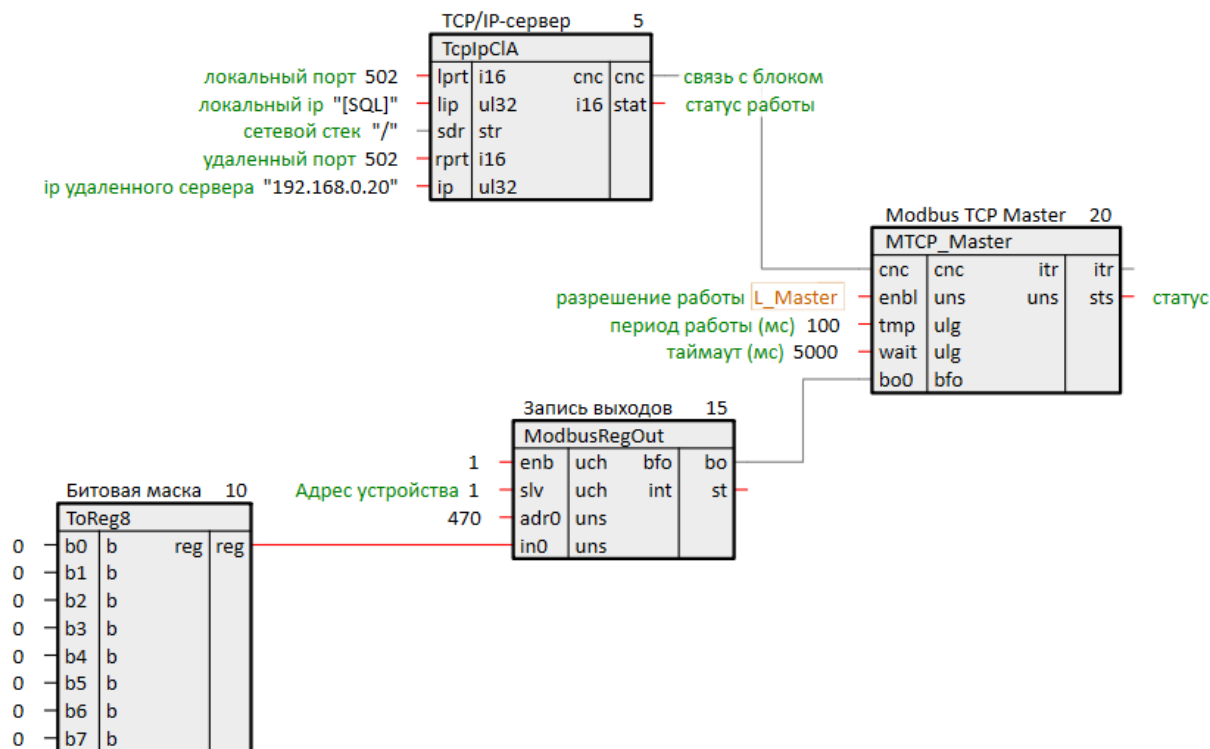 TCP/IP-сервер 5
TcpIpClA
локальный порт 502 lprt i16 cnc cnc связь с блоком
локальный ip "[SQL]" lip ul32 i16 stat статус работы
сетевой стек "/" sdr str
удаленный порт 502 rprt i16
ip удаленного сервера "192.168.0.20" ip ul32
Modbus TCP Master 20
MTCP_Master
cnc cnc itr itr
разрешение работы L_Master enbl uns uns sts статус
период работы (мс) 100 tmp ulg
таймаут (мс) 5000 wait ulg
bo0 bfo
Запись выходов 15
ModbusRegOut
1 enb uch bfo bo
Адрес устройства 1 slv uch int st
470 adr0 uns
in0 uns
Битовая маска 10
ToReg8
0 b0 b reg reg
0 b1 b
0 b2 b
0 b3 b
0 b4 b
0 b5 b
0 b6 b
0 b7 b